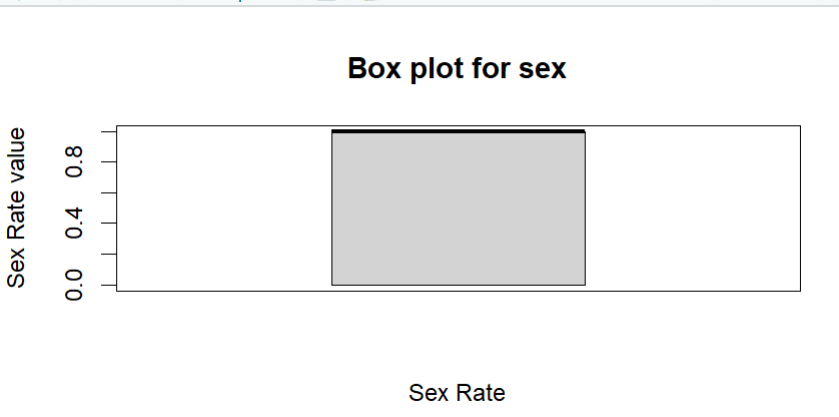 Box plot for sex
Sex Rate value
0.8
0.4
0.0
Sex Rate